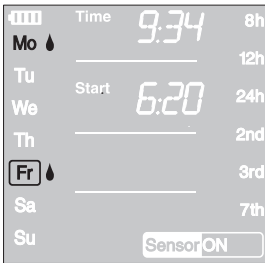 Time 9:34 8h
Mo
12h
Tu
Start 6:20 24h
We
Th 2nd
Fr 3rd
Sa 7th
Su
Sensor ON